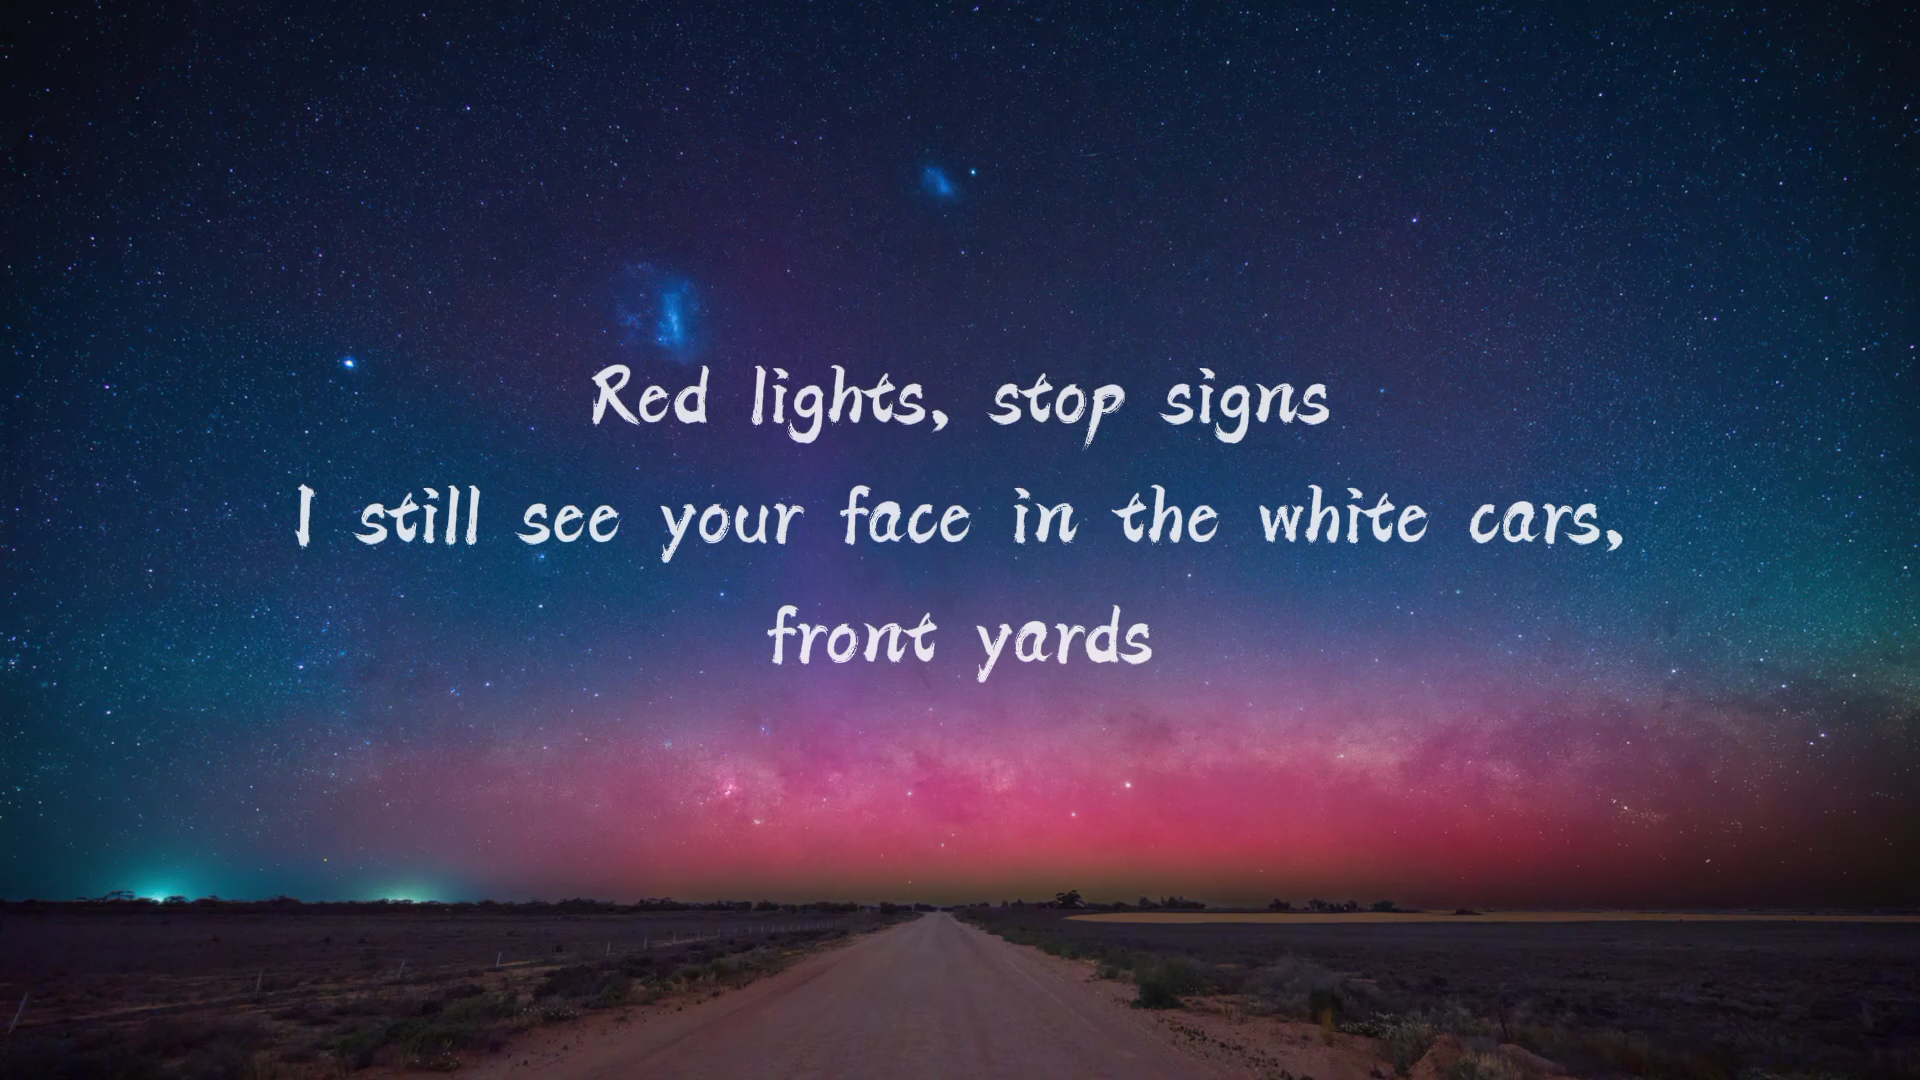 Red lights, stop signs
I still see your face in the white cars,
front yards